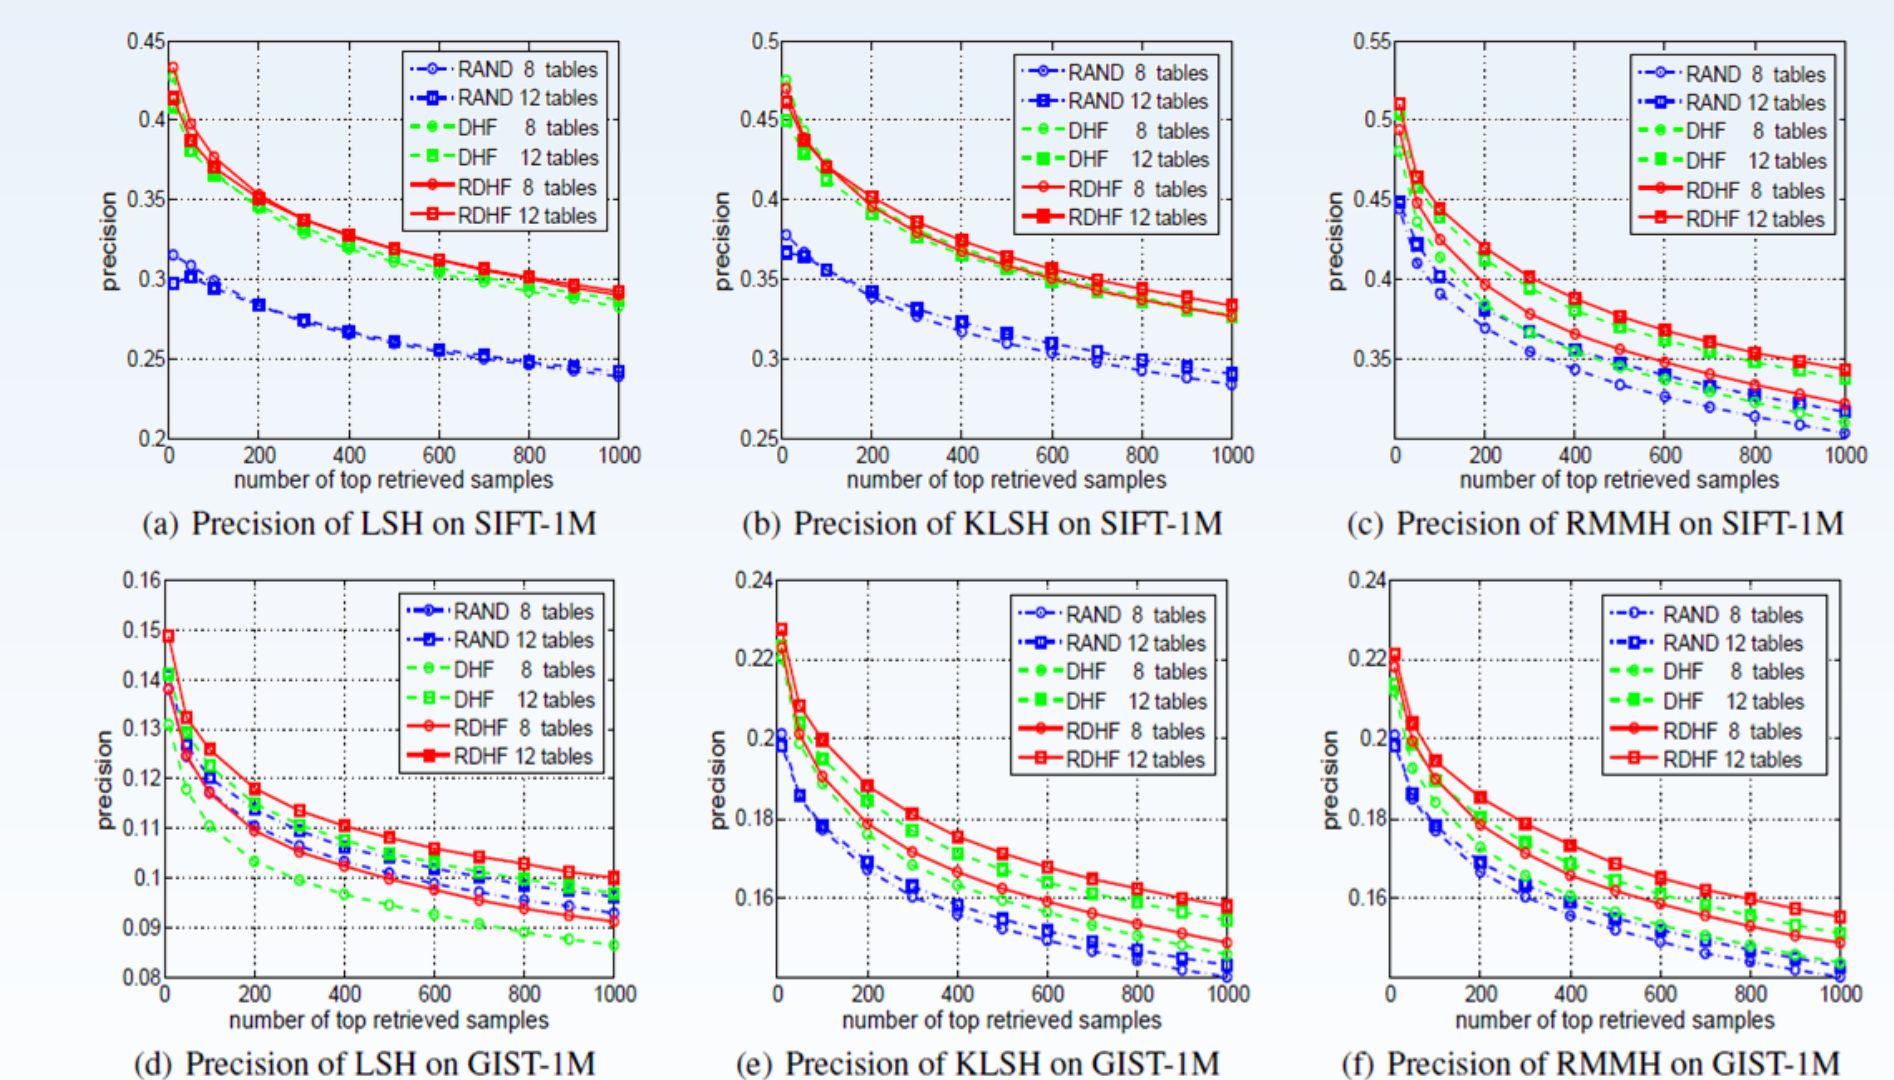 0.45
0.4
0.35
0.3
0.25
0.2
precision
RAND 8 tables
RAND 12 tables
DHF 8 tables
DHF 12 tables
RDHF 8 tables
RDHF 12 tables
0 200 400 600 800 1000
number of top retrieved samples
(a) Precision of LSH on SIFT-1M
0.5
0.45
0.4
0.35
0.3
0.25
precision
RAND 8 tables
RAND 12 tables
DHF 8 tables
DHF 12 tables
RDHF 8 tables
RDHF 12 tables
0 200 400 600 800 1000
number of top retrieved samples
(b) Precision of KLSH on SIFT-1M
0.55
0.5
0.45
0.4
0.35
precision
RAND 8 tables
RAND 12 tables
DHF 8 tables
DHF 12 tables
RDHF 8 tables
RDHF 12 tables
0 200 400 600 800 1000
number of top retrieved samples
(c) Precision of RMMH on SIFT-1M
0.16
0.15
0.14
0.13
0.12
0.11
0.1
0.09
0.08
precision
RAND 8 tables
RAND 12 tables
DHF 8 tables
DHF 12 tables
RDHF 8 tables
RDHF 12 tables
0 200 400 600 800 1000
number of top retrieved samples
(d) Precision of LSH on GIST-1M
0.24
0.22
0.2
0.18
0.16
precision
RAND 8 tables
RAND 12 tables
DHF 8 tables
DHF 12 tables
RDHF 8 tables
RDHF 12 tables
0 200 400 600 800 1000
number of top retrieved samples
(e) Precision of KLSH on GIST-1M
0.24
0.22
0.2
0.18
0.16
precision
RAND 8 tables
RAND 12 tables
DHF 8 tables
DHF 12 tables
RDHF 8 tables
RDHF 12 tables
0 200 400 600 800 1000
number of top retrieved samples
(f) Precision of RMMH on GIST-1M